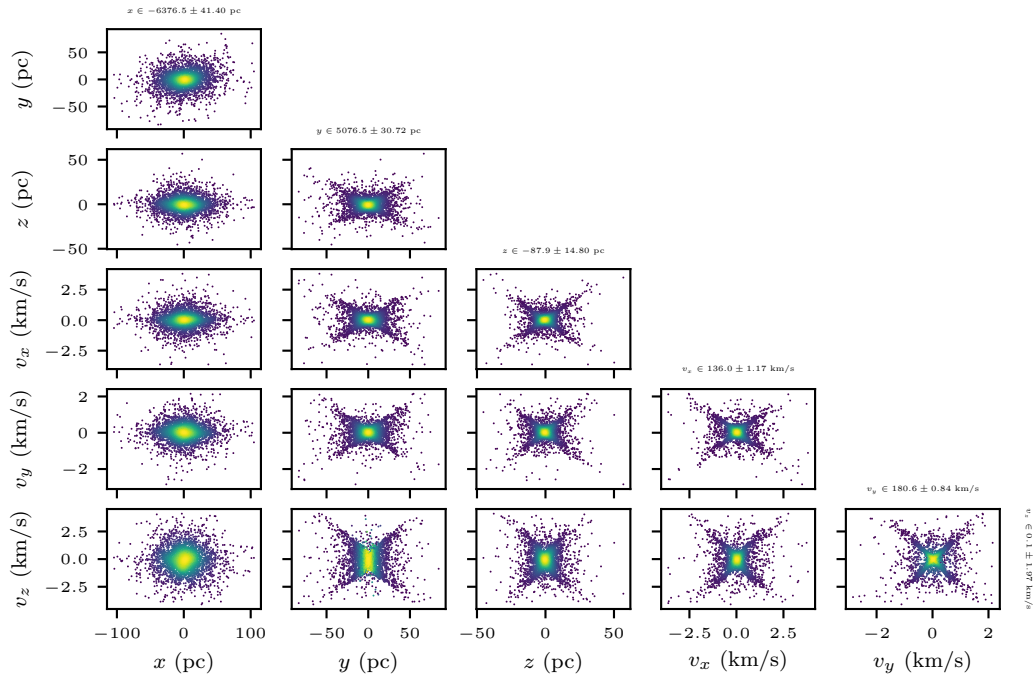 x ∈ −6376.5 ± 41.40 pc
y (pc)
50
0
−50
y ∈ 5076.5 ± 30.72 pc
z (pc)
50
0
−50
z ∈ −87.9 ± 14.80 pc
v_x (km/s)
2.5
0.0
−2.5
v_x ∈ 136.0 ± 1.17 km/s
v_y (km/s)
2
0
−2
v_y ∈ 180.6 ± 0.84 km/s
v_z (km/s)
2.5
0.0
−2.5
v_z ∈ 0.1 ± 1.97 km/s
−100 0 100 −50 0 50 −50 0 50 −2.5 0.0 2.5 −2 0 2
x (pc) y (pc) z (pc) v_x (km/s) v_y (km/s)